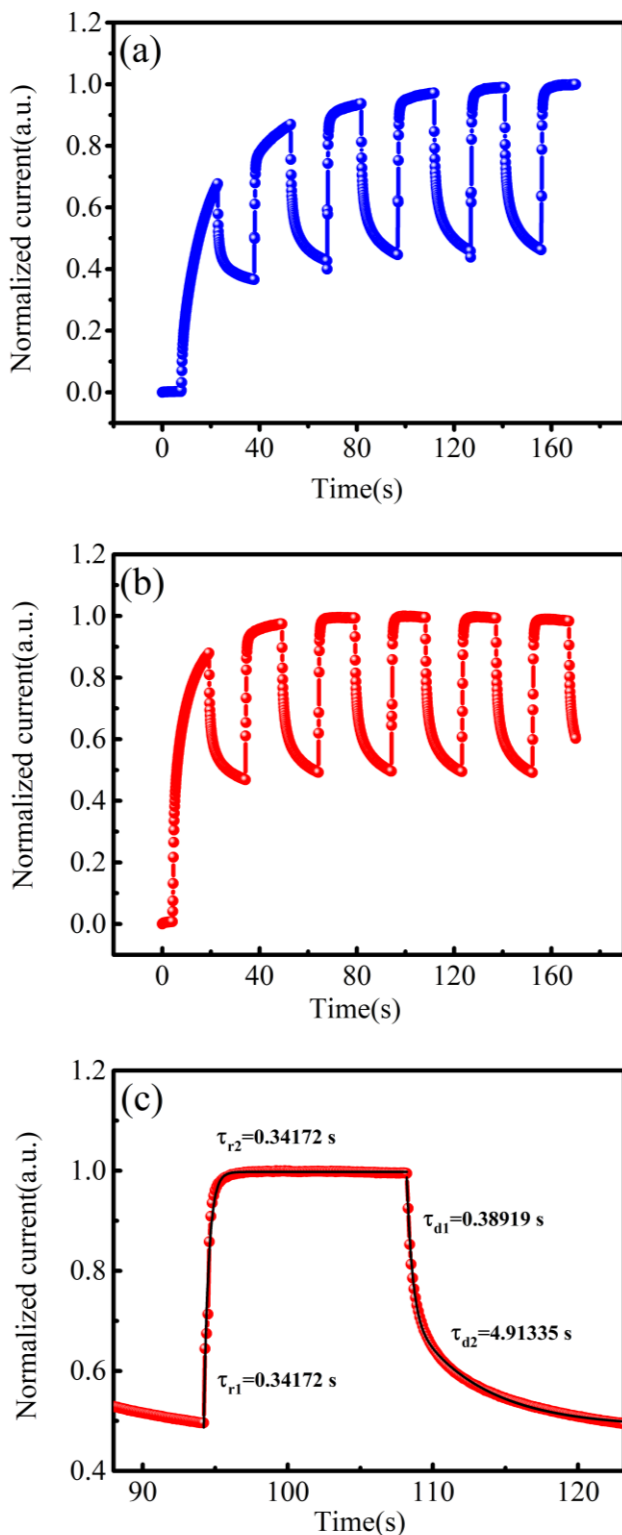 (a)
Normalized current(a.u.)
1.2
1.0
0.8
0.6
0.4
0.2
0.0
0 40 80 120 160
Time(s)
(b)
Normalized current(a.u.)
1.2
1.0
0.8
0.6
0.4
0.2
0.0
0 40 80 120 160
Time(s)
(c)
Normalized current(a.u.)
1.2
1.0
0.8
0.6
0.4
τr2=0.34172 s
τd1=0.38919 s
τd2=4.91335 s
τr1=0.34172 s
90 100 110 120
Time(s)